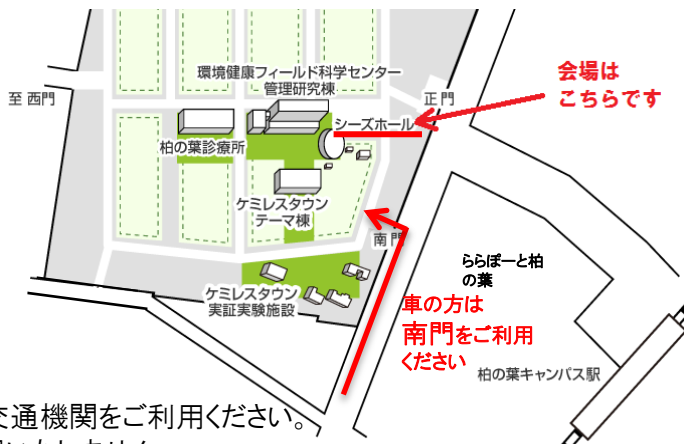 環境健康フィールド科学センター
管理研究棟
会場は
こちらです
至 西門
正門
シーズホール
柏の葉診療所
ケミレスタウン
テーマ棟
南門
ららぽーと柏
の葉
ケミレスタウン
実証実験施設
車の方は
南門をご利用
ください
柏の葉キャンパス駅
交通機関をご利用ください。